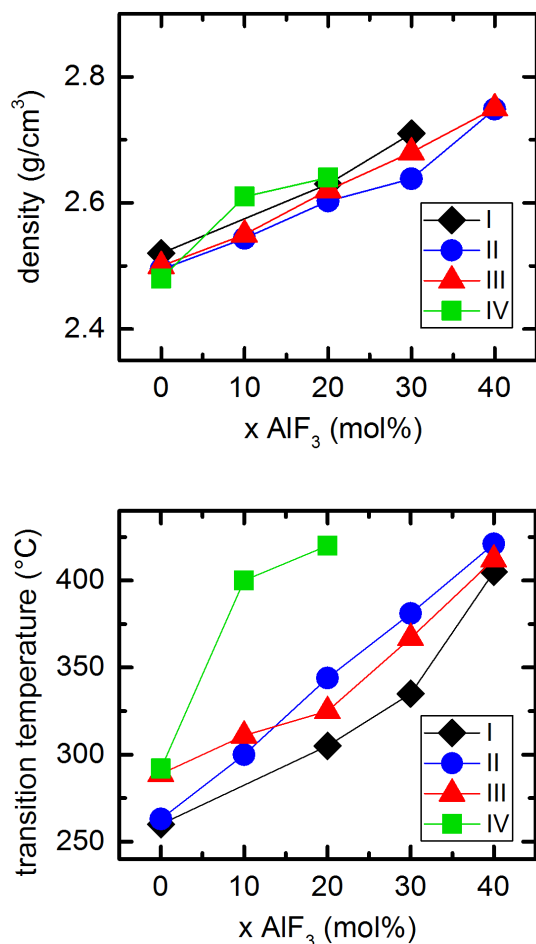 density (g/cm³)
2.8
2.6
2.4
I
II
III
IV
0 10 20 30 40
x AlF₃ (mol%)
transition temperature (°C)
400
350
300
250
I
II
III
IV
0 10 20 30 40
x AlF₃ (mol%)